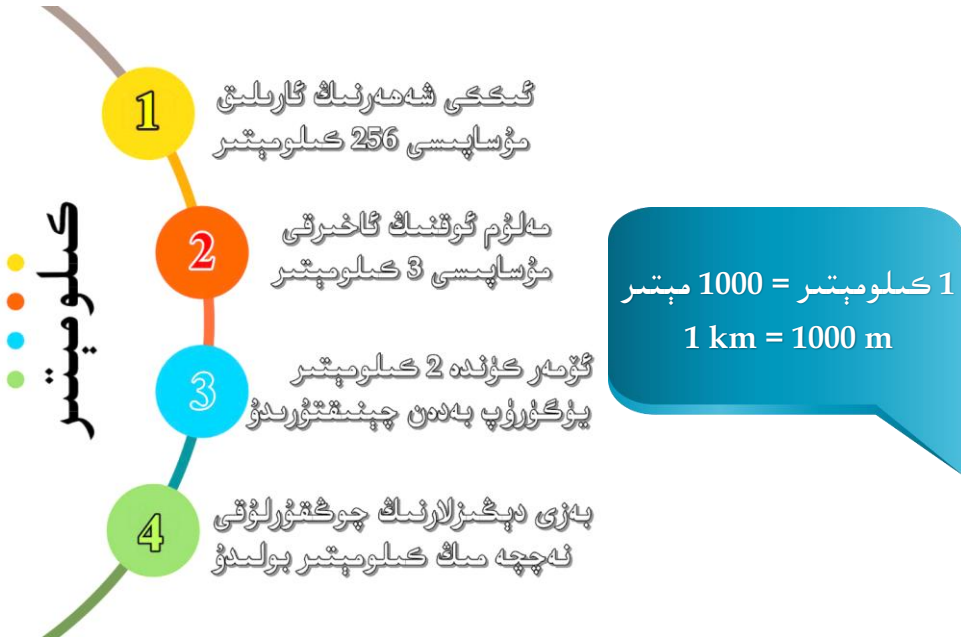 كىلومېتىر
1
ئىككى شەھەرنىڭ ئارىلىق
مۇساپىسى 256 كىلومېتىر
2
مەلۇم ئوقنىڭ ئاخىرقى
مۇساپىسى 3 كىلومېتىر
3
ئۆمەر كۈندە 2 كىلومېتىر
يۈگۈرۈپ بەدەن چېنىقتۇرىدۇ
4
بەزى دېڭىزلارنىڭ چوڭقۇرلۇقى
نەچچە مىڭ كىلومېتىر بولىدۇ
1 كىلومېتىر = 1000 مېتىر
1 km = 1000 m